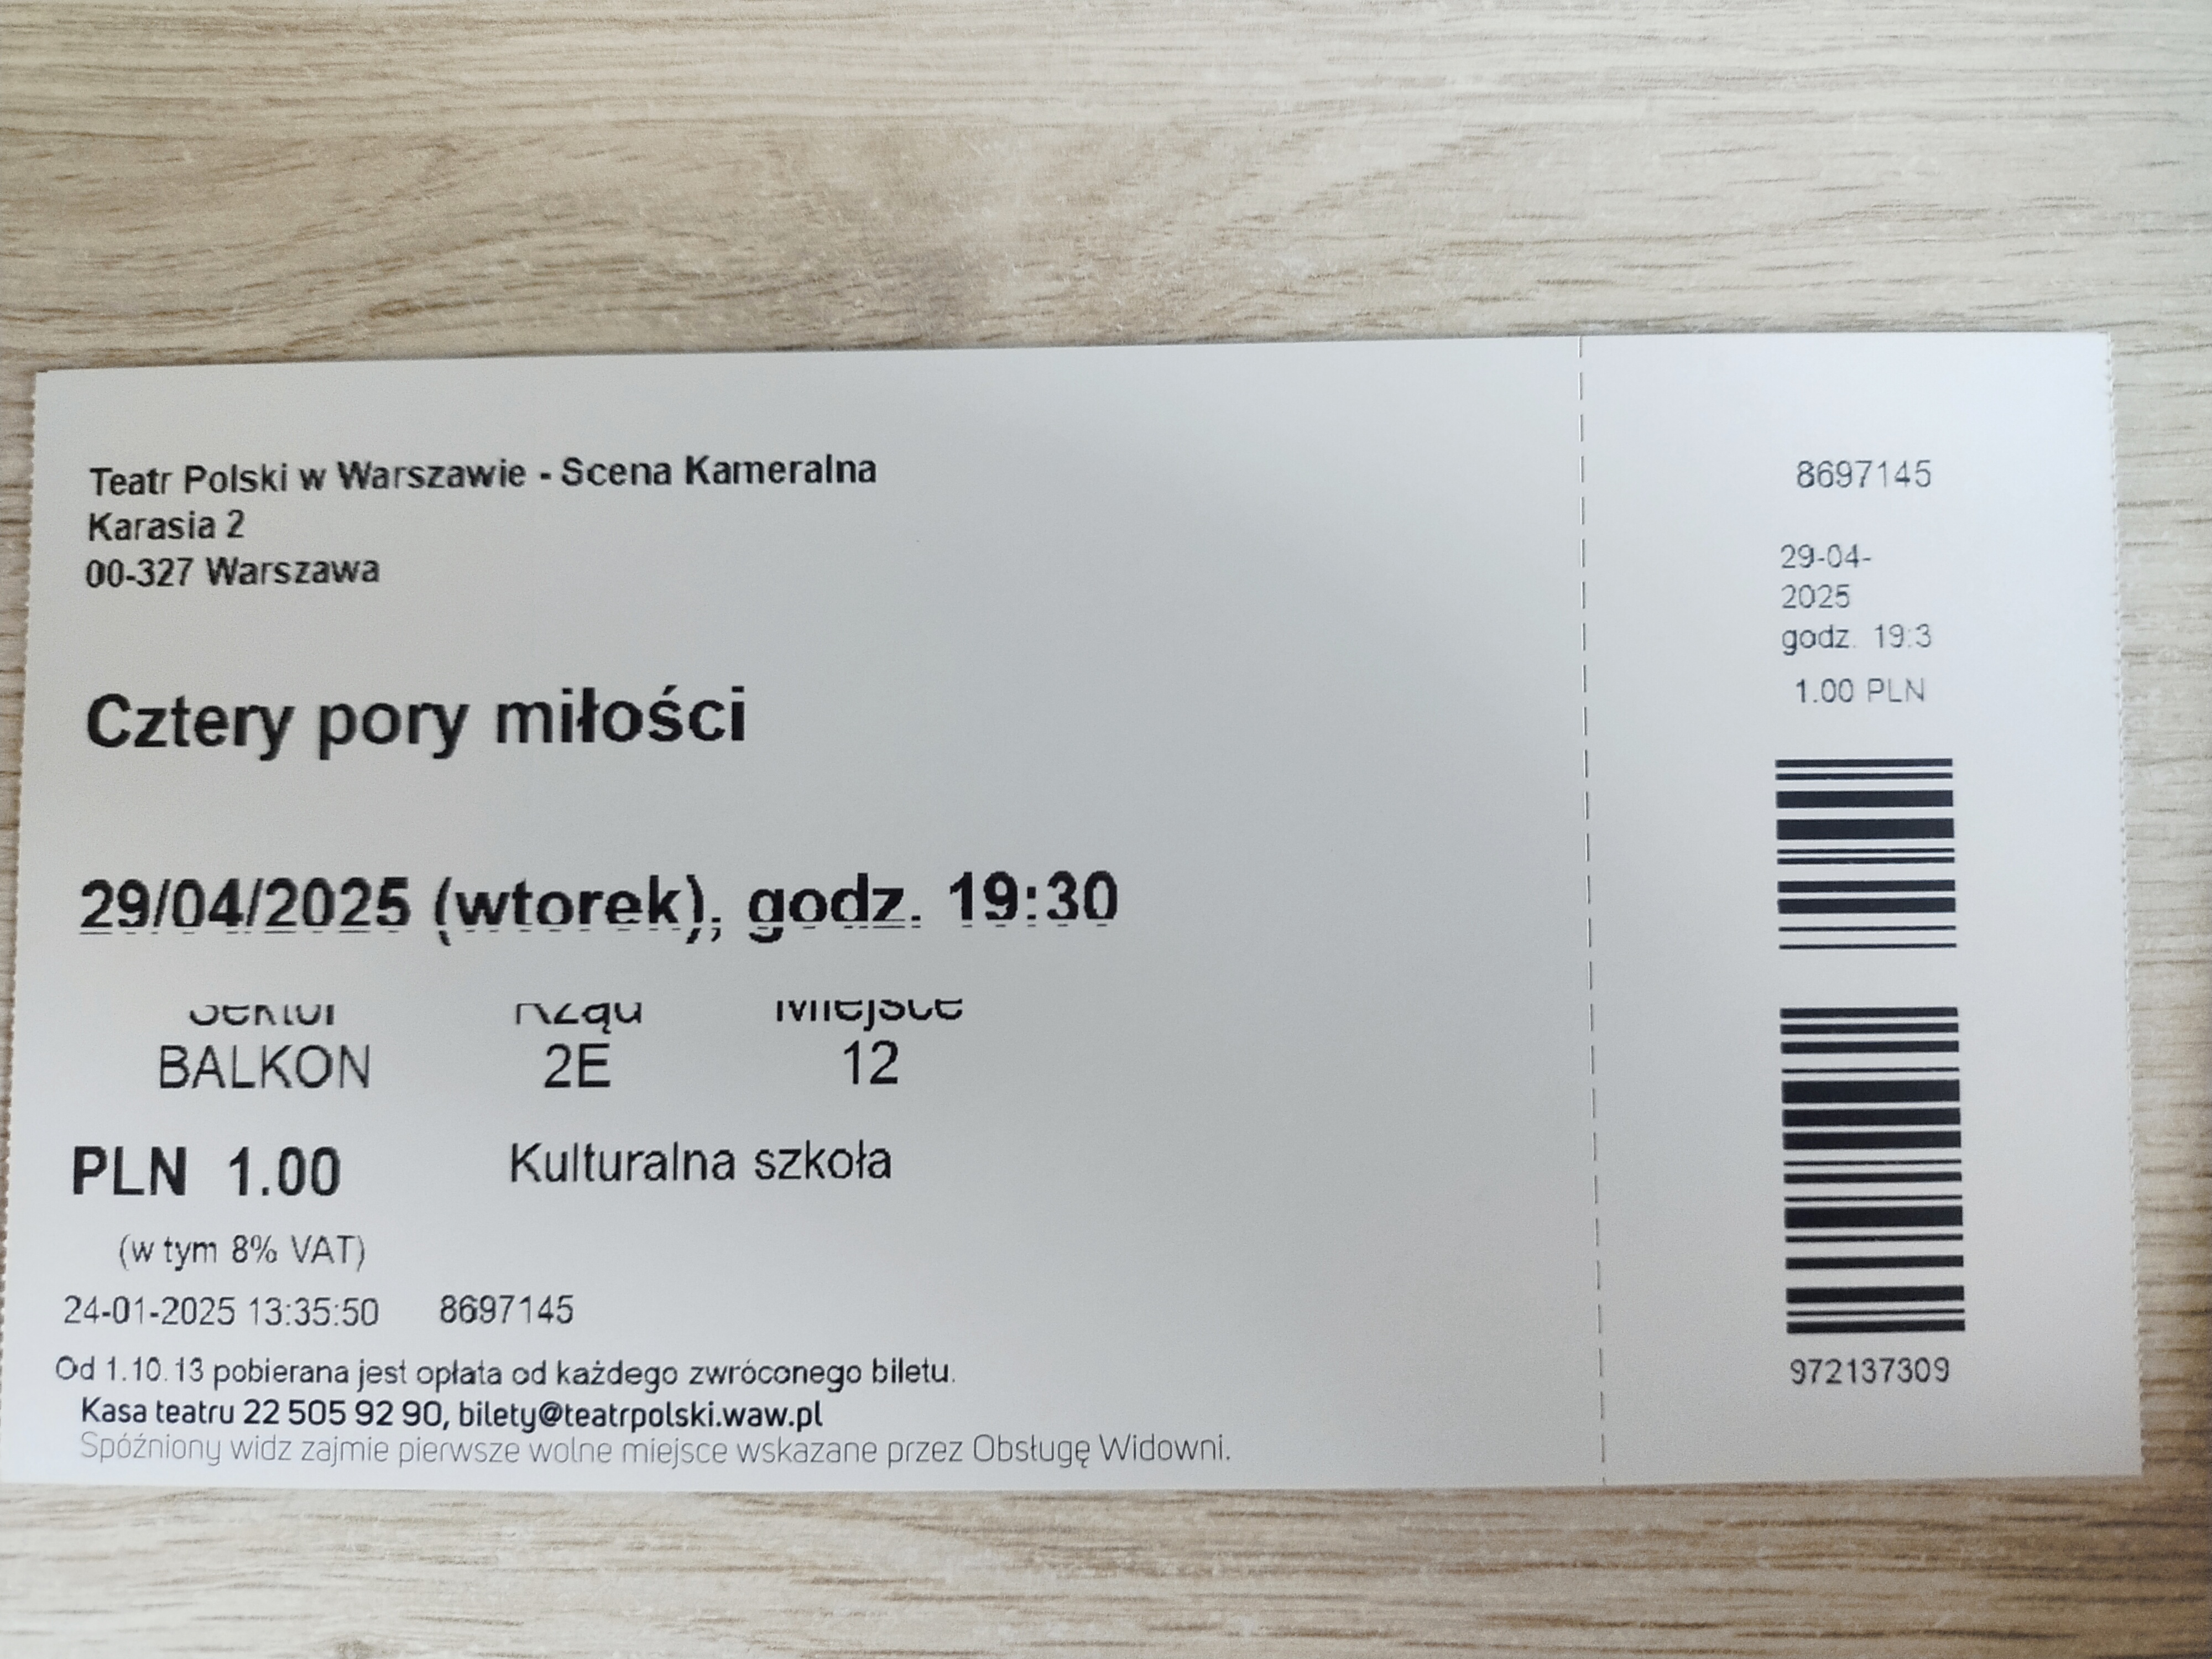 Teatr Polski w Warszawie - Scena Kameralna
Karasia 2
00-327 Warszawa
Cztery pory miłości
29/04/2025 (wtorek), godz. 19:30
Sektor Rząd Miejsce
BALKON 2E 12
PLN 1.00 Kulturalna szkoła
(w tym 8% VAT)
24-01-2025 13:35:50 8697145
Od 1.10.13 pobierana jest opłata od każdego zwróconego biletu.
Kasa teatru 22 505 92 90, bilety@teatrpolski.waw.pl
Spóźniony widz zajmie pierwsze wolne miejsce wskazane przez Obsługę Widowni.
8697145
29-04-
2025
godz. 19:3
1.00 PLN
972137309